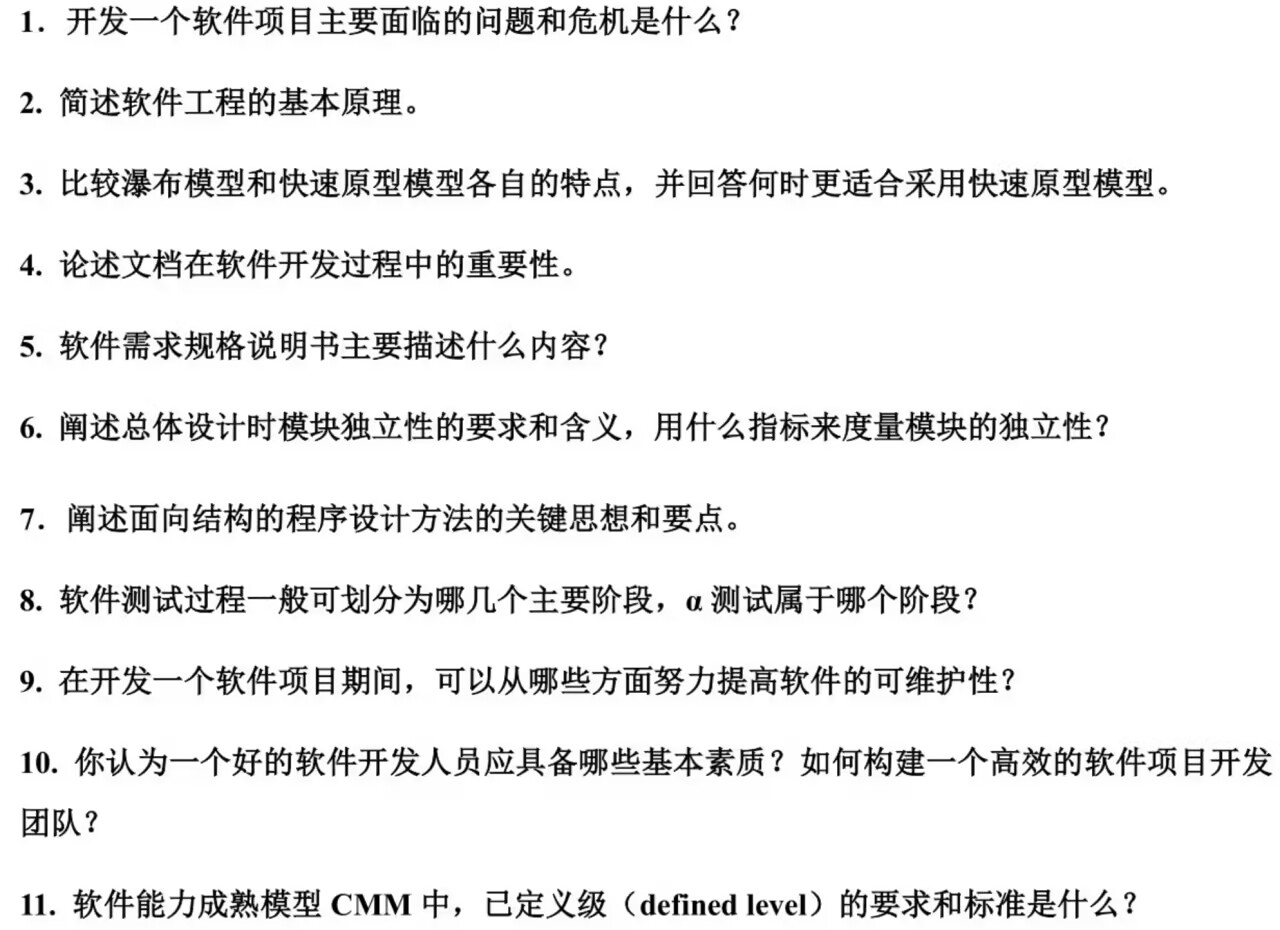 1. 开发一个软件项目主要面临的问题和危机是什么？
2. 简述软件工程的基本原理。
3. 比较瀑布模型和快速原型模型各自的特点，并回答何时更适合采用快速原型模型。
4. 论述文档在软件开发过程中的重要性。
5. 软件需求规格说明书主要描述什么内容？
6. 阐述总体设计时模块独立性的要求和含义，用什么指标来度量模块的独立性？
7. 阐述面向结构的程序设计方法的关键思想和要点。
8. 软件测试过程一般可划分为哪几个主要阶段，α 测试属于哪个阶段？
9. 在开发一个软件项目期间，可以从哪些方面努力提高软件的可维护性？
10. 你认为一个好的软件开发人员应具备哪些基本素质？如何构建一个高效的软件项目开发
团队？
11. 软件能力成熟模型 CMM 中，已定义级（defined level）的要求和标准是什么？